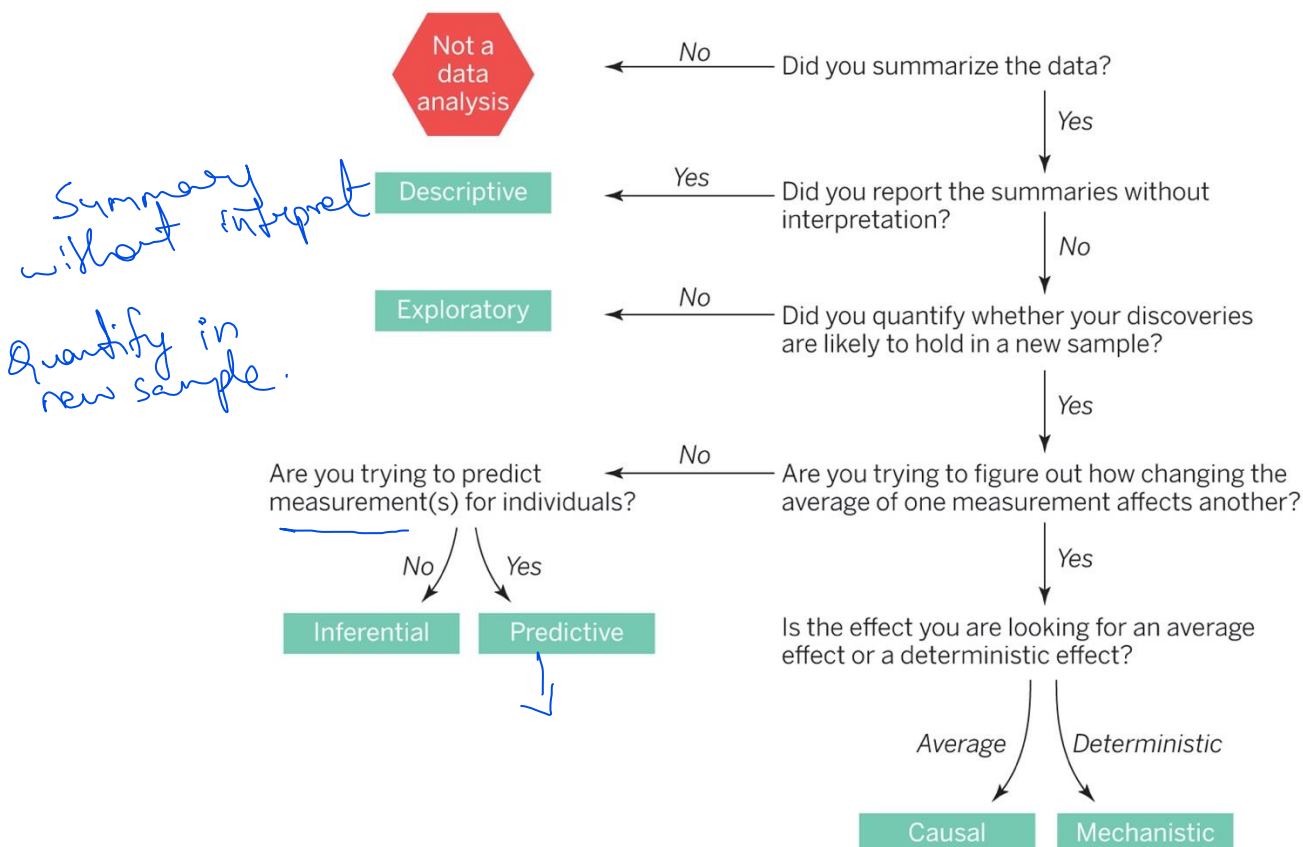 Not a
data
analysis
No
Did you summarize the data?
Yes
Summary
without interpret
Descriptive
Yes
Did you report the summaries without
interpretation?
No
Quantify in
new sample.
Exploratory
No
Did you quantify whether your discoveries
are likely to hold in a new sample?
Yes
Are you trying to predict
measurement(s) for individuals?
No
Are you trying to figure out how changing the
average of one measurement affects another?
No
Yes
Yes
Inferential
Predictive
Is the effect you are looking for an average
effect or a deterministic effect?
Average
Deterministic
Causal
Mechanistic